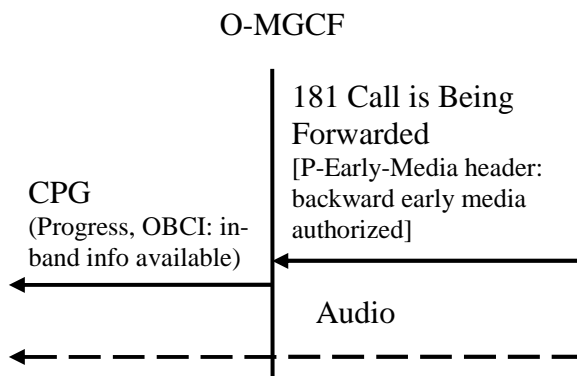 O-MGCF
181 Call is Being
Forwarded
[P-Early-Media header:
backward early media
authorized]
CPG
(Progress, OBCI: in-
band info available)
Audio